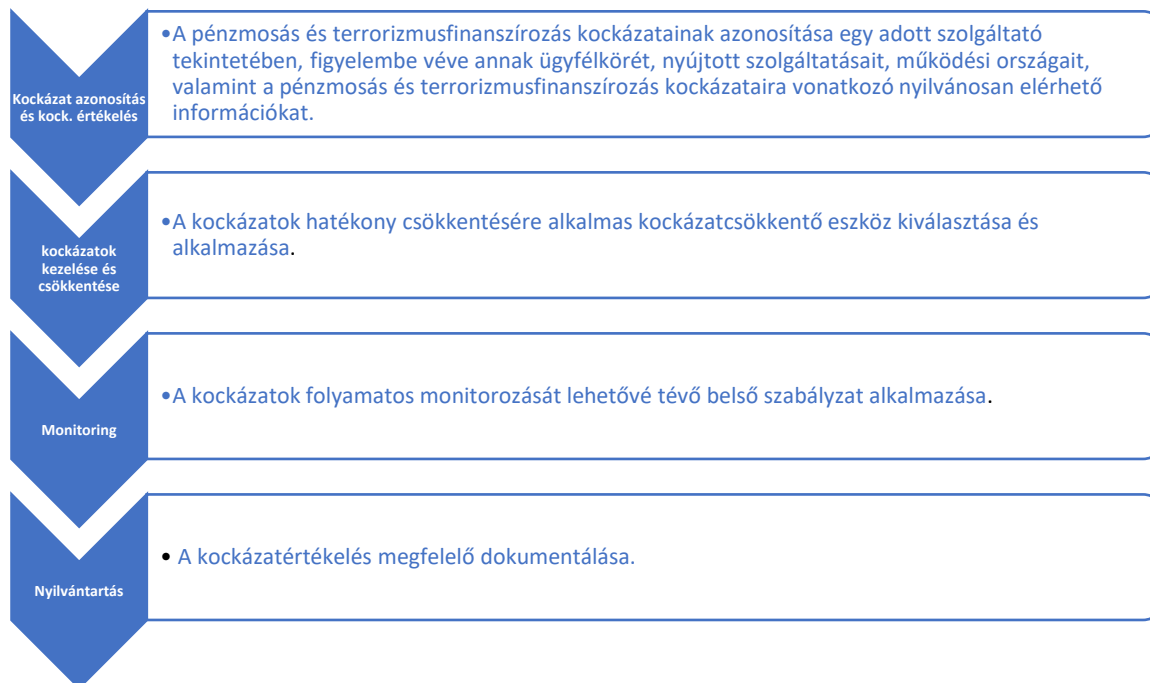 Kockázat azonosítás
és kock. értékelés
•A pénzmosás és terrorizmusfinanszírozás kockázatainak azonosítása egy adott szolgáltató
tekintetében, figyelembe véve annak ügyfélkörét, nyújtott szolgáltatásait, működési országait,
valamint a pénzmosás és terrorizmusfinanszírozás kockázataira vonatkozó nyilvánosan elérhető
információkat.
kockázatok
kezelése és
csökkentése
•A kockázatok hatékony csökkentésére alkalmas kockázatcsökkentő eszköz kiválasztása és
alkalmazása.
Monitoring
•A kockázatok folyamatos monitorozását lehetővé tévő belső szabályzat alkalmazása.
Nyilvántartás
• A kockázatértékelés megfelelő dokumentálása.